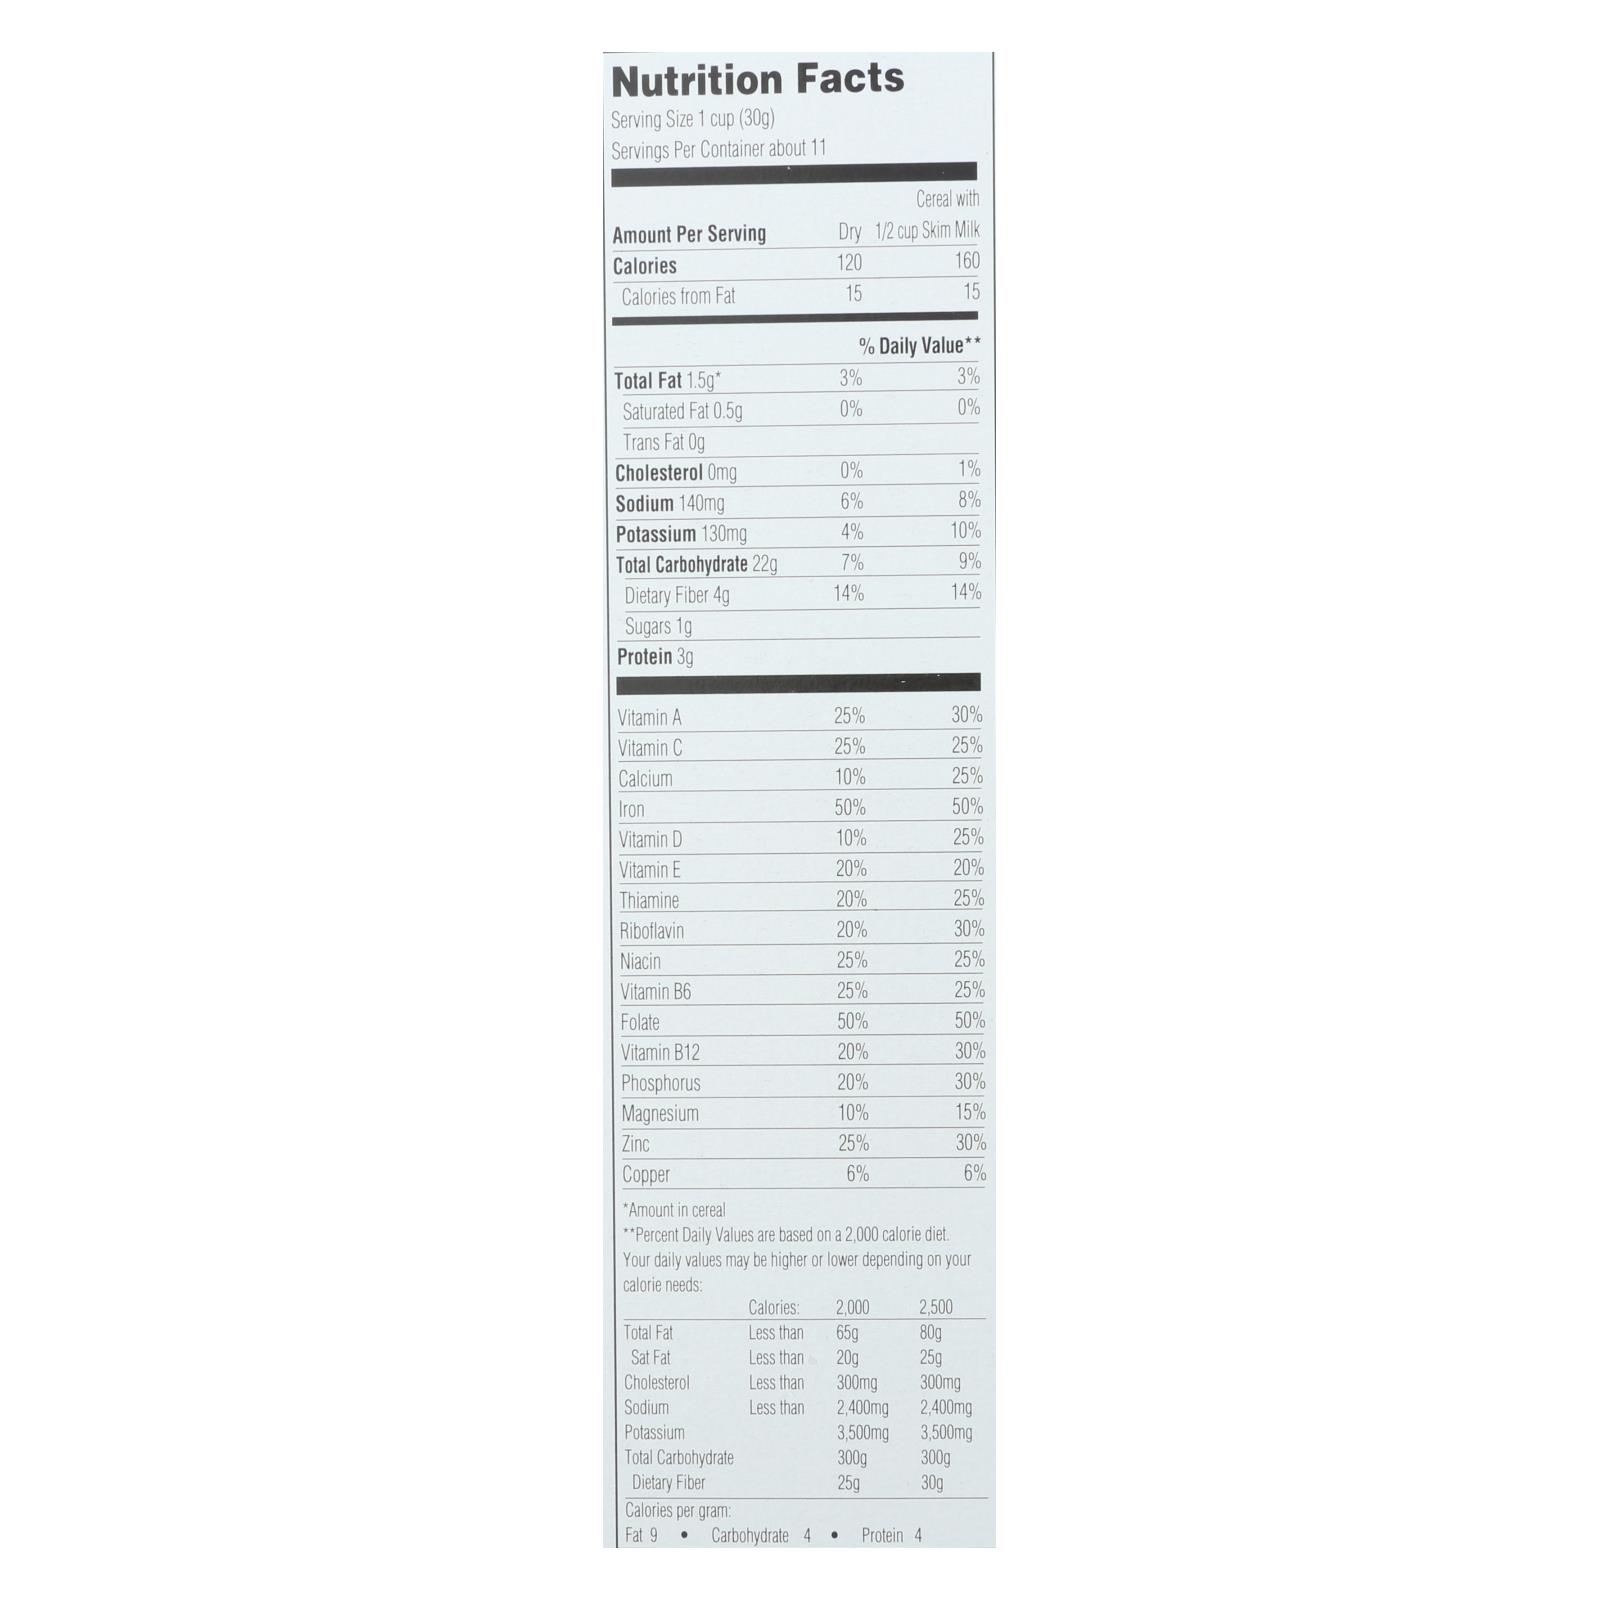 Nutrition Facts
Serving Size 1 cup (30g)
Servings Per Container about 11
Cereal with
Amount Per Serving Dry 1/2 cup Skim Milk
Calories 120 160
Calories from Fat 15 15
% Daily Value**
Total Fat 1.5g* 3% 3%
Saturated Fat 0.5g 0% 0%
Trans Fat 0g
Cholesterol 0mg 0% 1%
Sodium 140mg 6% 8%
Potassium 130mg 4% 10%
Total Carbohydrate 22g 7% 9%
Dietary Fiber 4g 14% 14%
Sugars 1g
Protein 3g
Vitamin A 25% 30%
Vitamin C 25% 25%
Calcium 10% 25%
Iron 50% 50%
Vitamin D 10% 25%
Vitamin E 20% 20%
Thiamine 20% 25%
Riboflavin 20% 30%
Niacin 25% 25%
Vitamin B6 25% 25%
Folate 50% 50%
Vitamin B12 20% 30%
Phosphorus 20% 30%
Magnesium 10% 15%
Zinc 25% 30%
Copper 6% 6%
*Amount in cereal
**Percent Daily Values are based on a 2,000 calorie diet.
Your daily values may be higher or lower depending on your
calorie needs:
Calories: 2,000 2,500
Total Fat Less than 65g 80g
Sat Fat Less than 20g 25g
Cholesterol Less than 300mg 300mg
Sodium Less than 2,400mg 2,400mg
Potassium 3,500mg 3,500mg
Total Carbohydrate 300g 300g
Dietary Fiber 25g 30g
Calories per gram:
Fat 9 • Carbohydrate 4 • Protein 4